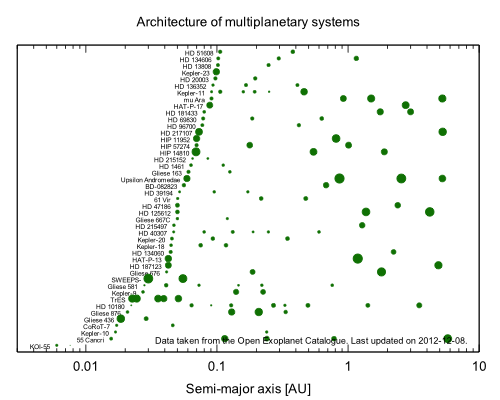 Architecture of multiplanetary systems
HD 51608
HD 134606
HD 13808
Kepler-23
HD 20003
HD 136352
Kepler-11
mu Ara
HAT-P-17
HD 181433
HD 69830
HD 96700
HD 217107
HIP 11952
HIP 57274
HIP 14810
HD 215152
HD 1461
Gliese 163
Upsilon Andromedae
BD-082823
HD 39194
61 Vir
HD 47186
HD 125612
Gliese 667C
HD 215497
HD 40307
Kepler-20
Kepler-18
HD 134060
HAT-P-13
HD 187123
Gliese 676
SWEEPS-
Gliese 581
Kepler-9
TrES
HD 10180
Gliese 876
Gliese 436
CoRoT-7
Kepler-10
55 Cancri
KOI-55
Data taken from the Open Exoplanet Catalogue. Last updated on 2012-12-08.
0.01 0.1 1 10
Semi-major axis [AU]